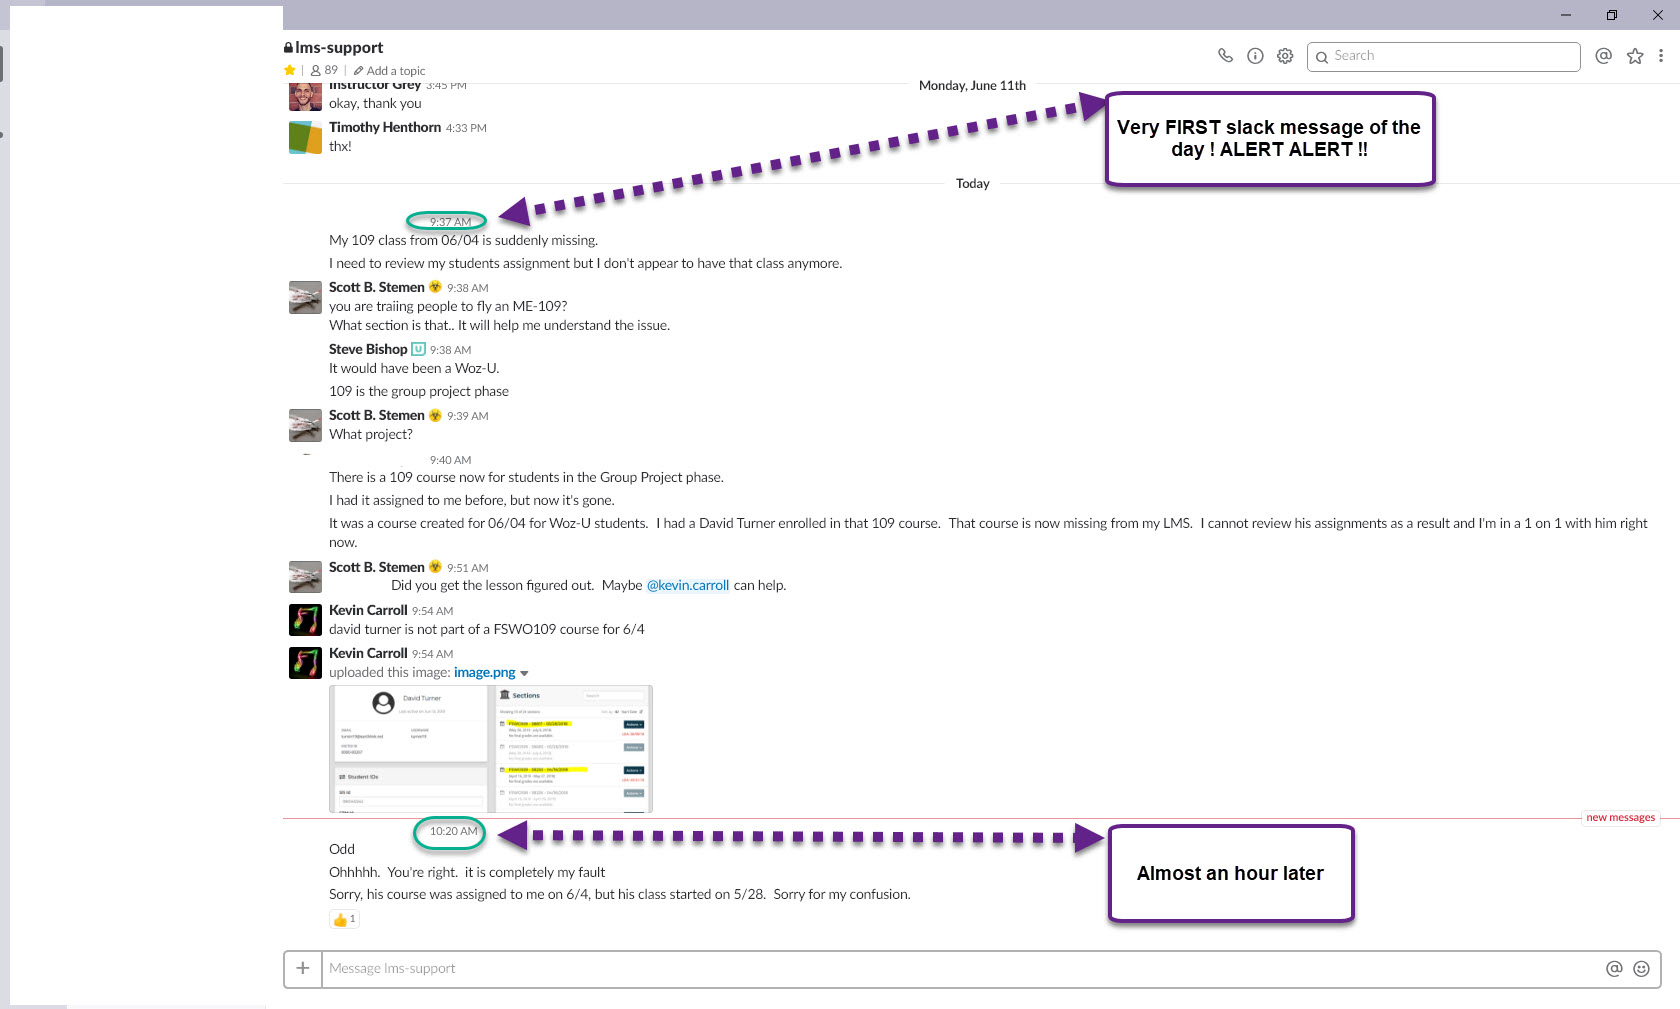 lms-support
89 Add a topic
Search
Monday, June 11th
Instructor Grey 3:45 PM
okay, thank you
Timothy Henthorn 4:33 PM
thx!
Very FIRST slack message of the
day ! ALERT ALERT !!
Today
9:37 AM
My 109 class from 06/04 is suddenly missing.
I need to review my students assignment but I don't appear to have that class anymore.
Scott B. Stemen 9:38 AM
you are traiing people to fly an ME-109?
What section is that.. It will help me understand the issue.
Steve Bishop U 9:38 AM
It would have been a Woz-U.
109 is the group project phase
Scott B. Stemen 9:39 AM
What project?
9:40 AM
There is a 109 course now for students in the Group Project phase.
I had it assigned to me before, but now it's gone.
It was a course created for 06/04 for Woz-U students. I had a David Turner enrolled in that 109 course. That course is now missing from my LMS. I cannot review his assignments as a result and I'm in a 1 on 1 with him right
now.
Scott B. Stemen 9:51 AM
Did you get the lesson figured out. Maybe @kevin.carroll can help.
Kevin Carroll 9:54 AM
david turner is not part of a FSWO109 course for 6/4
Kevin Carroll 9:54 AM
uploaded this image: image.png
David Turner
Student IDs
Sections
Search
new messages
10:20 AM
Odd
Ohhhhh. You're right. it is completely my fault
Sorry, his course was assigned to me on 6/4, but his class started on 5/28. Sorry for my confusion.
1
Almost an hour later
Message lms-support